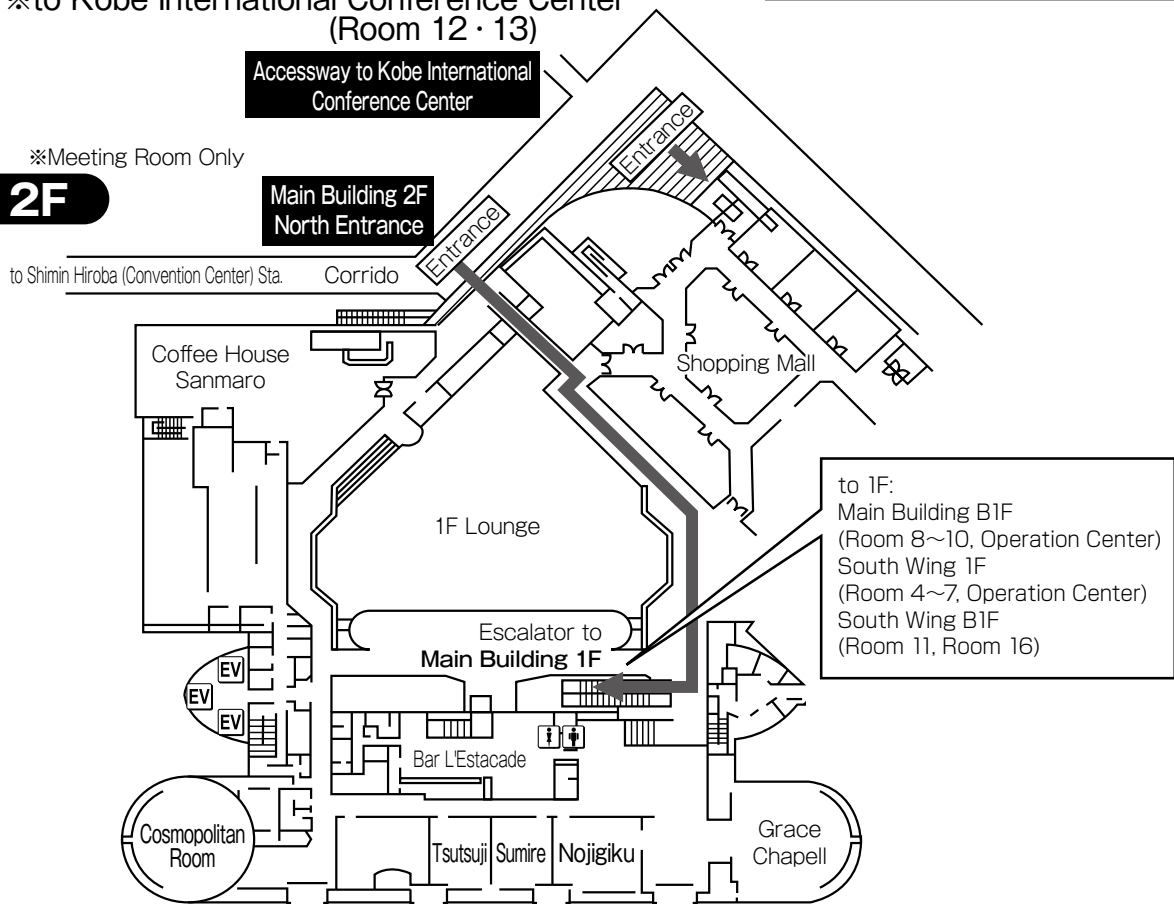 ※to Kobe International Conference Center
(Room 12・13)
Accessway to Kobe International
Conference Center
※Meeting Room Only
2F
Main Building 2F
North Entrance
Entrance
Entrance
to Shimin Hiroba (Convention Center) Sta.
Corrido
Coffee House
Sanmaro
Shopping Mall
1F Lounge
to 1F:
Main Building B1F
(Room 8〜10, Operation Center)
South Wing 1F
(Room 4〜7, Operation Center)
South Wing B1F
(Room 11, Room 16)
Escalator to
Main Building 1F
EV
EV
EV
Bar L'Estacade
Cosmopolitan
Room
Tsutsuji
Sumire
Nojigiku
Grace
Chapell